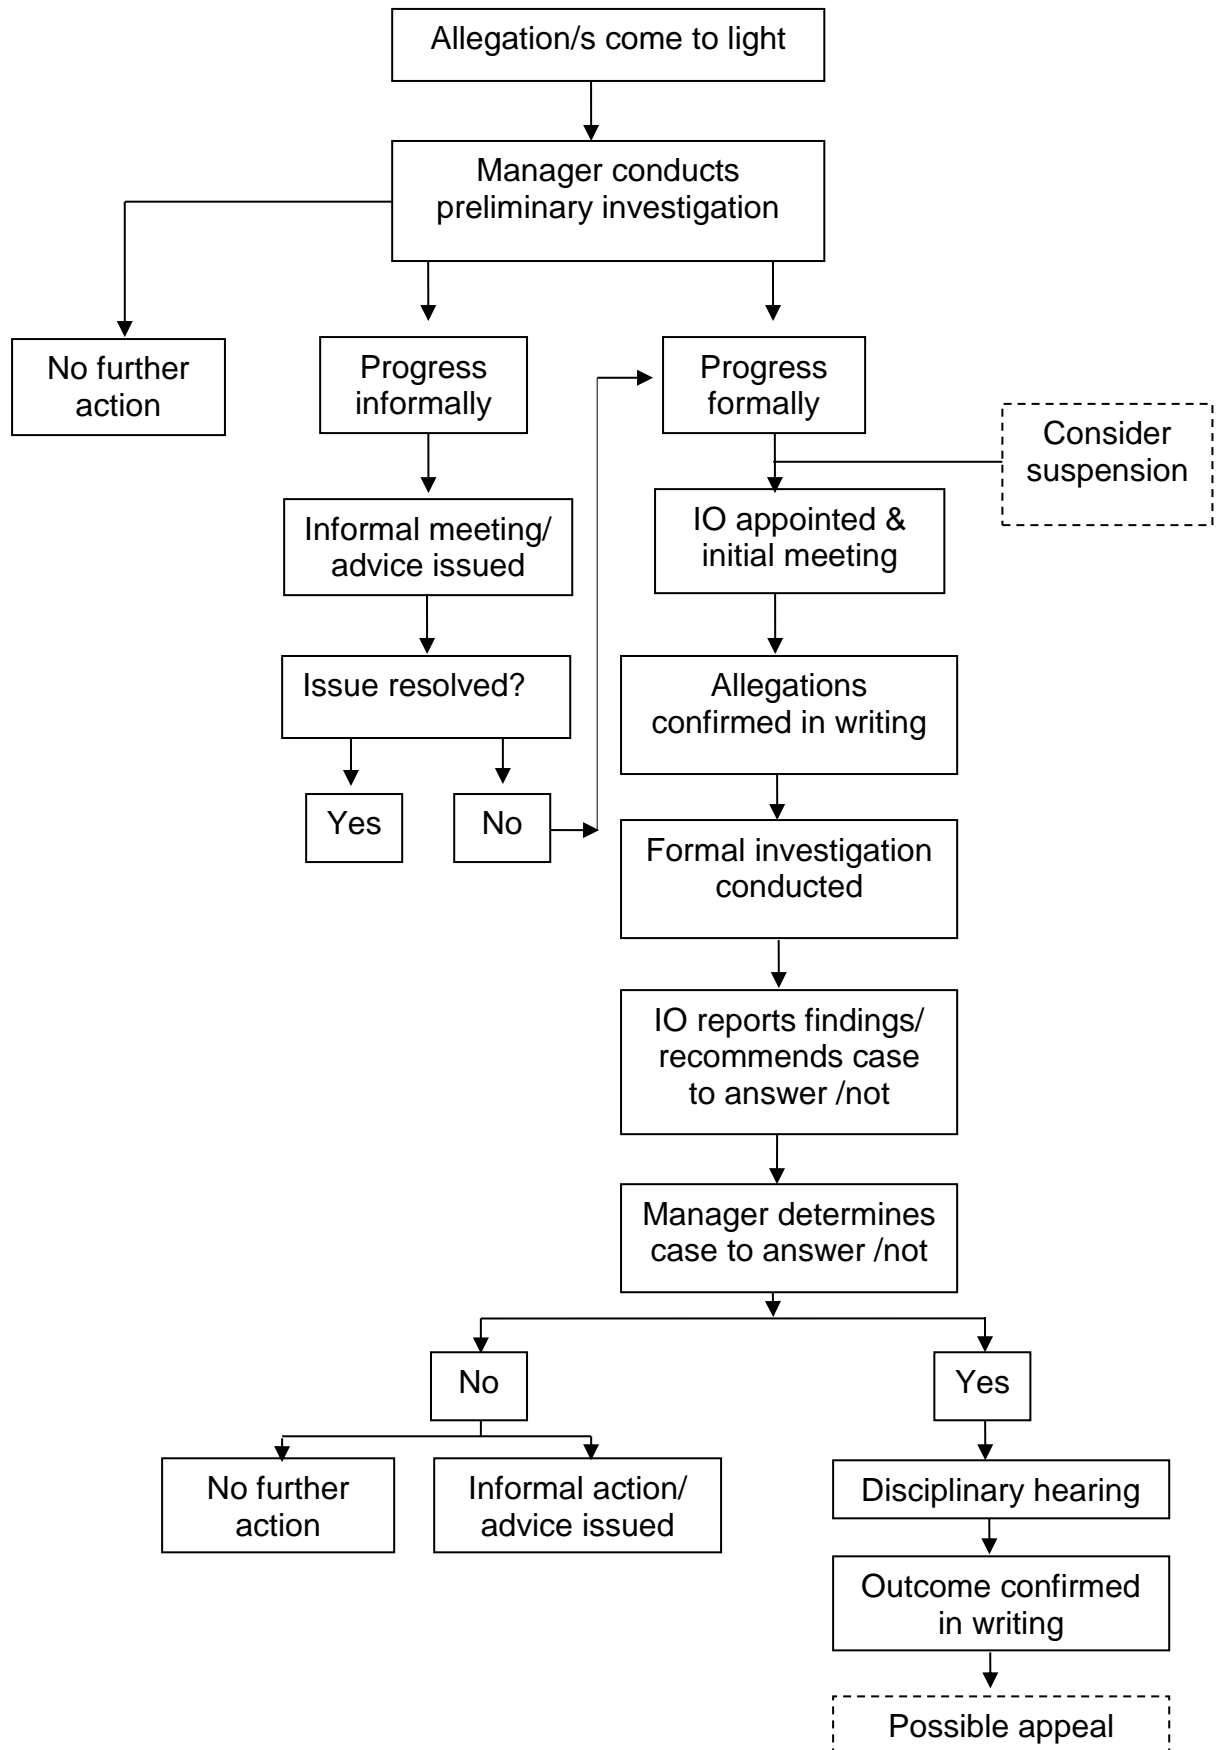 Allegation/s come to light
Manager conducts
preliminary investigation
No further
action
Progress
informally
Progress
formally
Consider
suspension
Informal meeting/
advice issued
IO appointed &
initial meeting
Issue resolved?
Allegations
confirmed in writing
Yes
No
Formal investigation
conducted
IO reports findings/
recommends case
to answer /not
Manager determines
case to answer /not
No
Yes
No further
action
Informal action/
advice issued
Disciplinary hearing
Outcome confirmed
in writing
Possible appeal